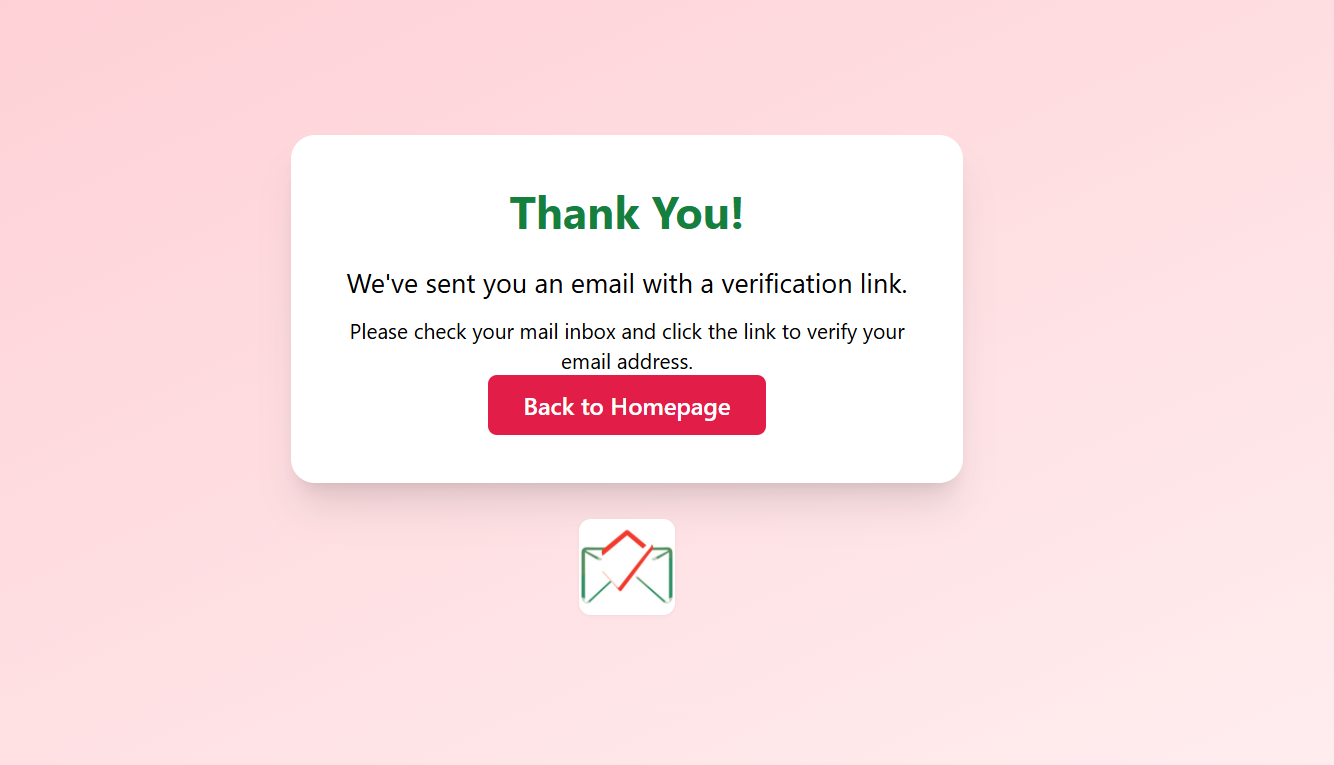 Thank You!
We've sent you an email with a verification link.
Please check your mail inbox and click the link to verify your
email address.
Back to Homepage